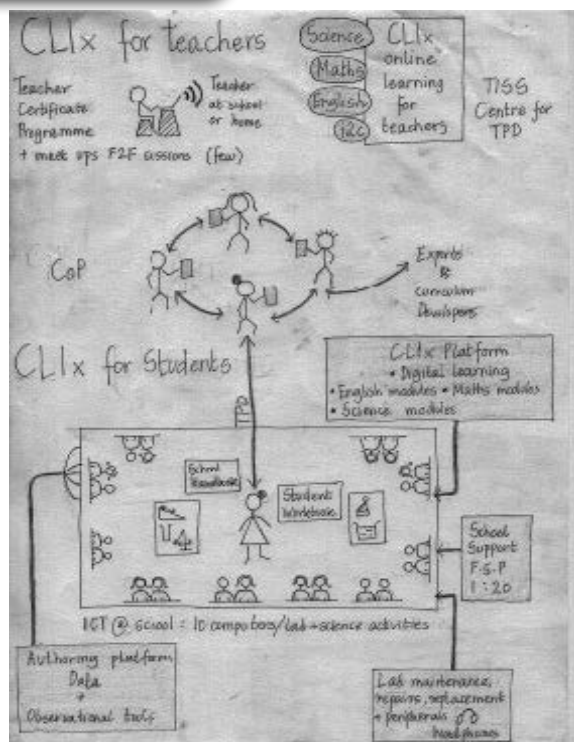 CLIx for teachers
Science
Maths
English
i2c
CLIx
online
learning
for
teachers
TISS
Centre for
TPD
Teacher
Certificate
Programme
+ meet ups F2F sessions (few)
Teacher
at school
or home
CoP
Experts
&
curriculum
Developers
CLIx for Students
CLIx Platform
• Digital learning
• English modules • Maths modules
• Science modules
TPD
School
Students
Workbook
School
Support
F.S.P
1:20
ICT @ School = 10 computers/lab + science activities
Authoring platform
Data
+
Observational tools
Lab maintenance,
repairs, replacement
+ peripherals
headphones